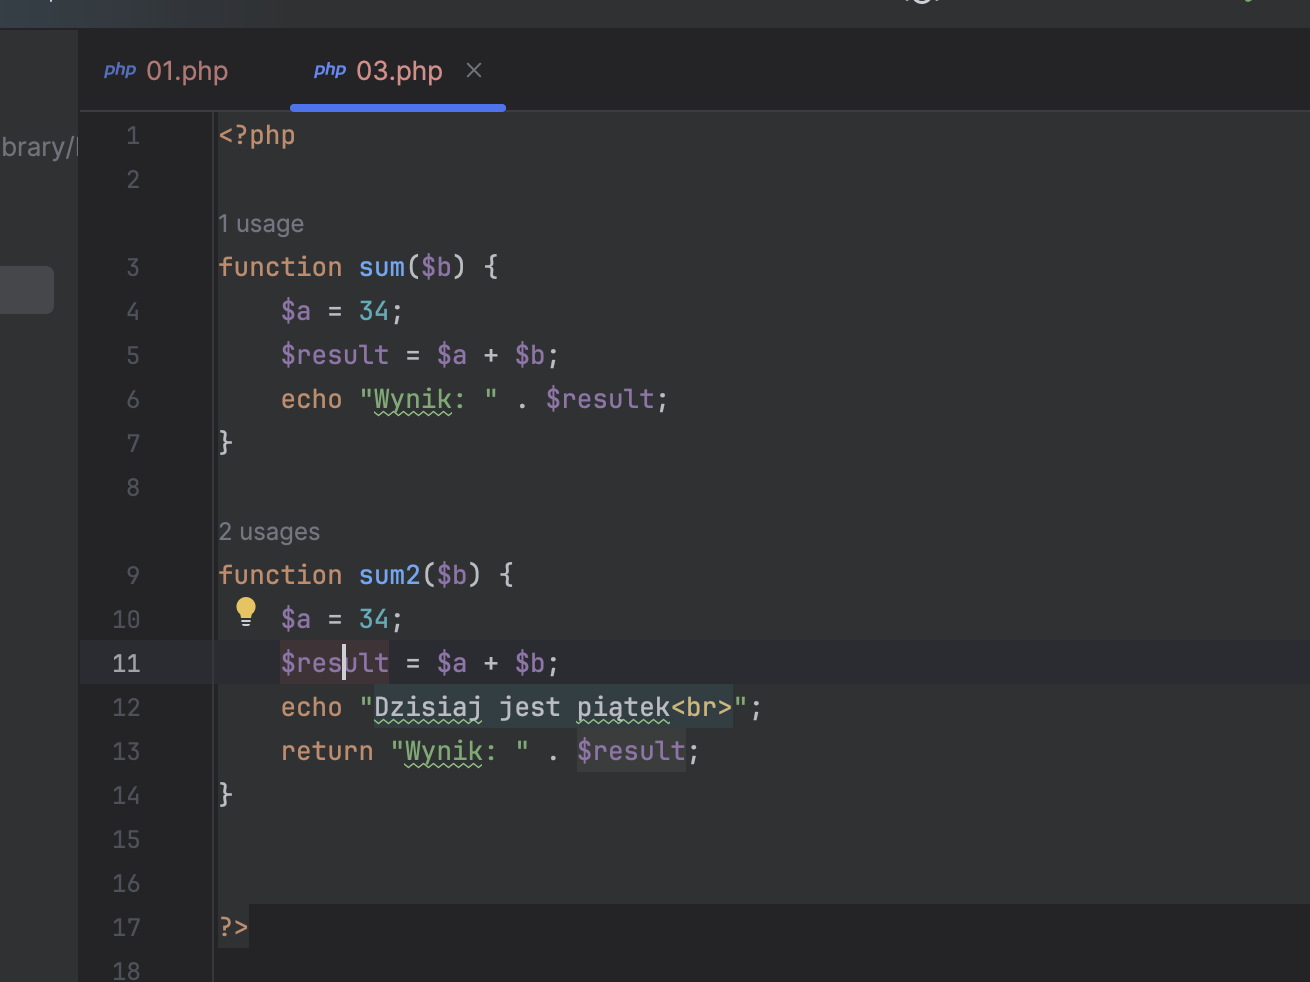 php 01.php php 03.php
brary/
1 <?php
2
1 usage
3 function sum($b) {
4     $a = 34;
5     $result = $a + $b;
6     echo "Wynik: " . $result;
7 }
8
2 usages
9 function sum2($b) {
10     $a = 34;
11     $result = $a + $b;
12     echo "Dzisiaj jest piątek<br>";
13     return "Wynik: " . $result;
14 }
15
16
17 ?>
18